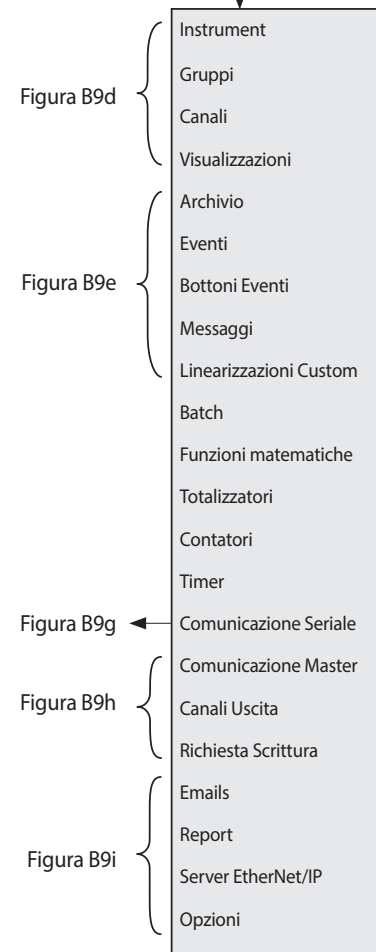 Instrument
Gruppi
Figura B9d
Canali
Visualizzazioni
Archivio
Eventi
Figura B9e
Bottoni Eventi
Messaggi
Linearizzazioni Custom
Batch
Funzioni matematiche
Totalizzatori
Contatori
Timer
Figura B9g
Comunicazione Seriale
Comunicazione Master
Figura B9h
Canali Uscita
Richiesta Scrittura
Emails
Report
Figura B9i
Server EtherNet/IP
Opzioni